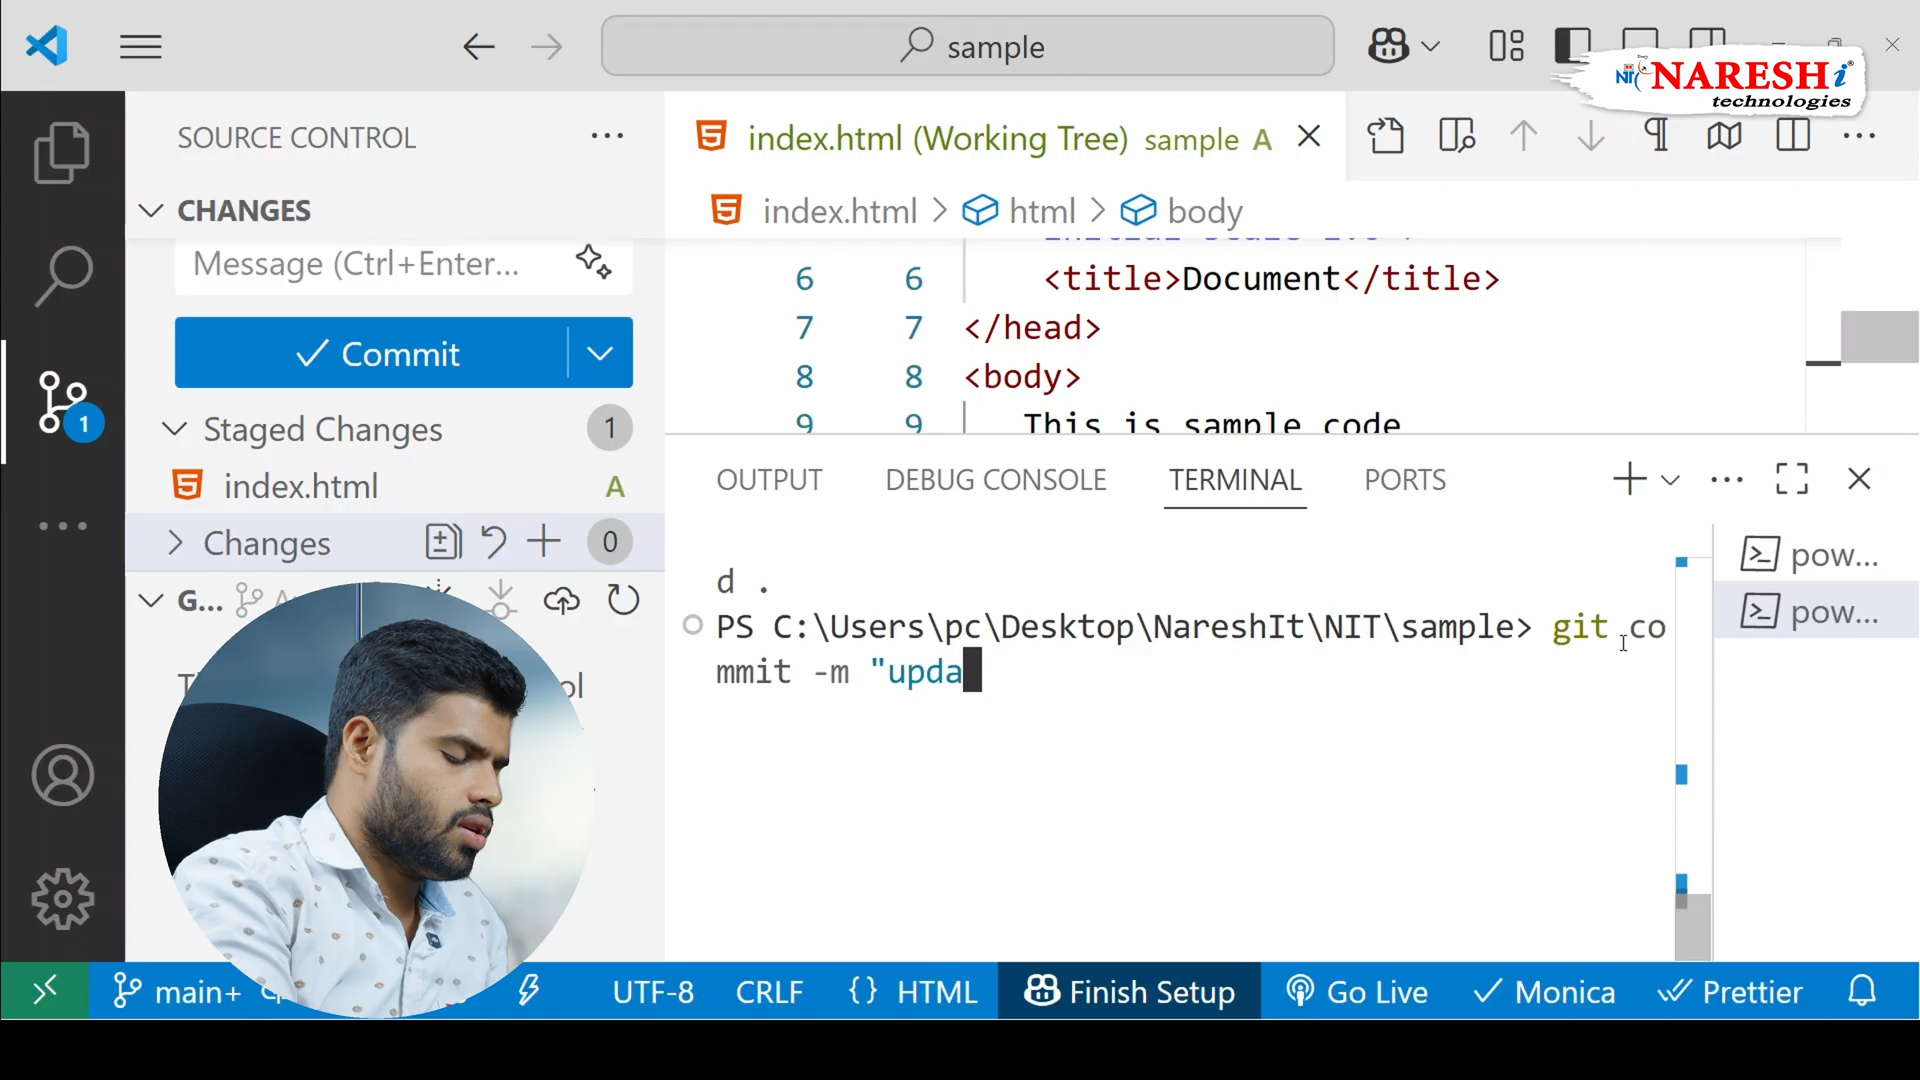 sample
NARESHi
technologies
SOURCE CONTROL
CHANGES
Message (Ctrl+Enter...
Commit
Staged Changes 1
index.html A
Changes 0
G...
1
index.html (Working Tree) sample A
index.html > html > body
6 6 <title>Document</title>
7 7 </head>
8 8 <body>
9 9 This is sample code
OUTPUT DEBUG CONSOLE TERMINAL PORTS
d .
PS C:\Users\pc\Desktop\NareshIt\NIT\sample> git co
mmit -m "upda
pow...
pow...
main+ UTF-8 CRLF {} HTML Finish Setup Go Live Monica Prettier